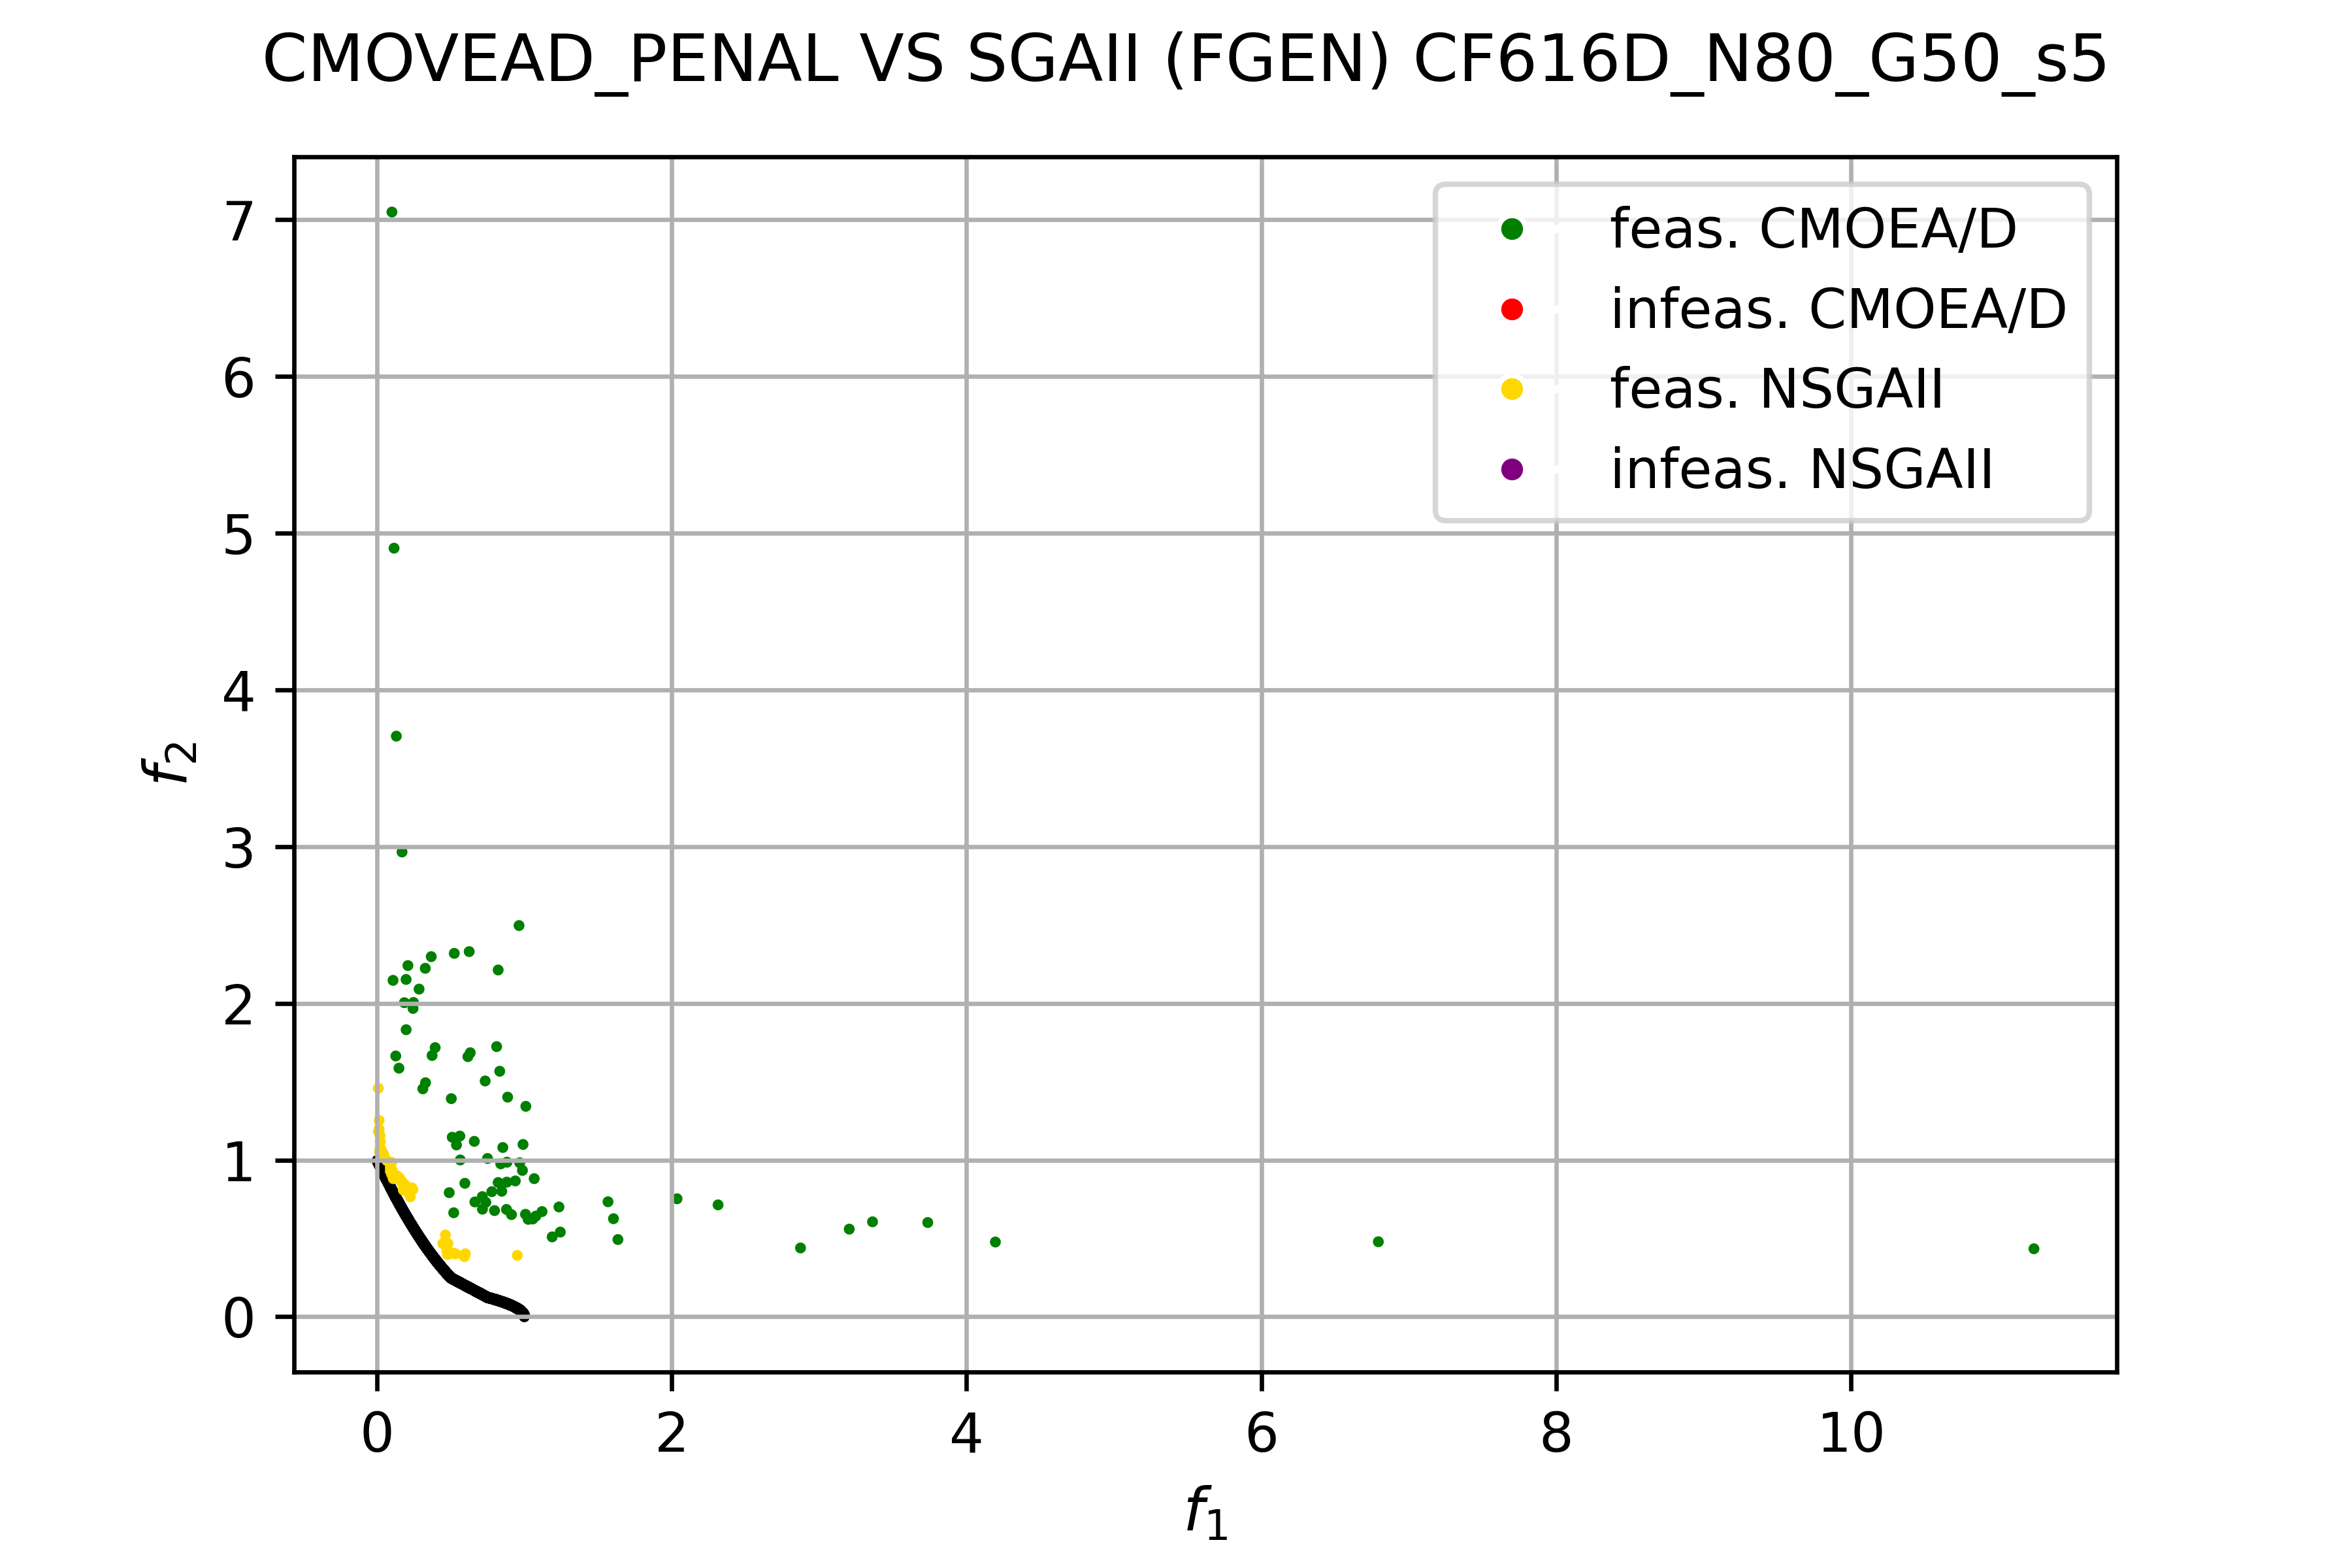 CMOVEAD_PENAL VS SGAII (FGEN) CF616D_N80_G50_s5
feas. CMOEA/D
infeas. CMOEA/D
feas. NSGAII
infeas. NSGAII
7
6
5
4
3
2
1
0
f2
0 2 4 6 8 10
f1